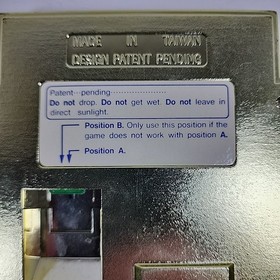 MADE IN TAIWAN
DESIGN PATENT PENDING
Patent pending
Do not drop. Do not get wet. Do not leave in
direct sunlight.
Position B. Only use this position if the
game does not work with position A.
Position A.